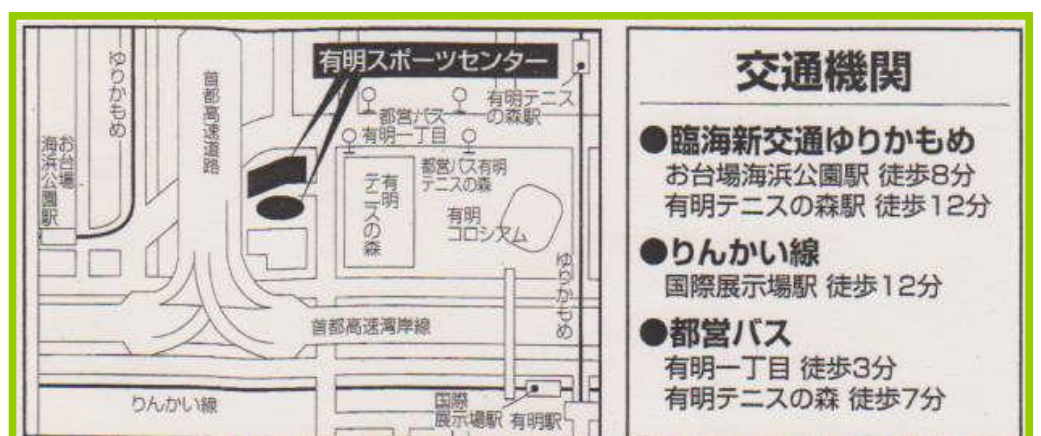 有明スポーツセンター
ゆりかもめ
首都高速道路
お台場
海浜公園駅
有明テニス
の森駅
都営バス
有明一丁目
都営バス有明
テニスの森
有明
テニスの森
有明
コロシアム
ゆりかもめ
首都高速湾岸線
りんかい線
国際
展示場駅
有明駅
交通機関
●臨海新交通ゆりかもめ
お台場海浜公園駅 徒歩8分
有明テニスの森駅 徒歩12分
●りんかい線
国際展示場駅 徒歩12分
●都営バス
有明一丁目 徒歩3分
有明テニスの森 徒歩7分